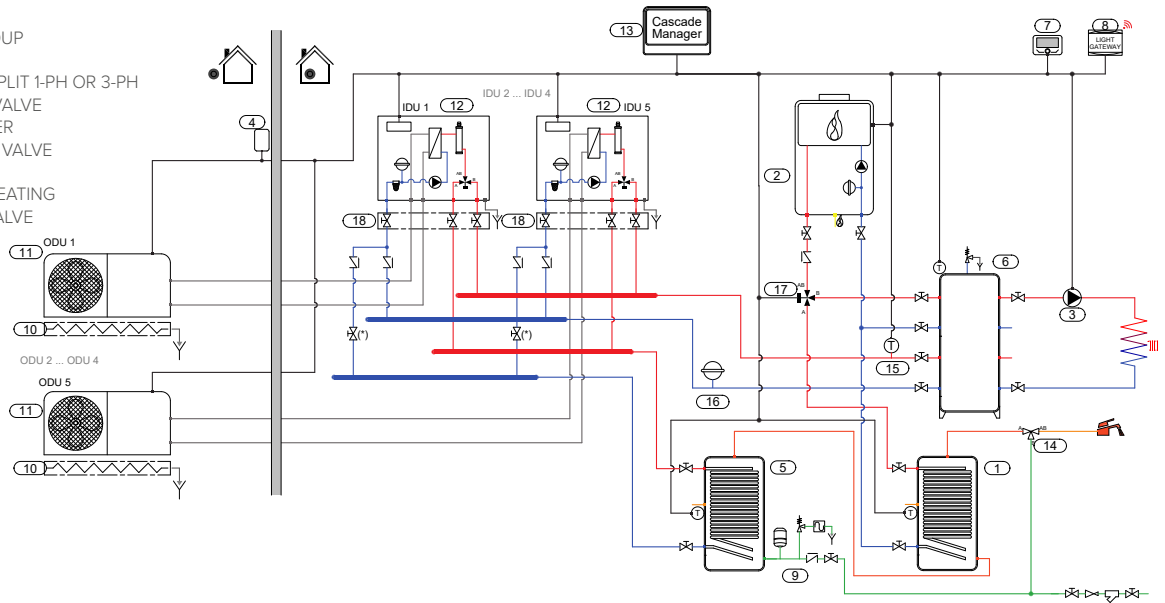 OUP
PLIT 1-PH OR 3-PH
VALVE
ER
VALVE
EATING
ALVE
13
Cascade
Manager
7
8
LIGHT
GATEWAY
4
IDU 1
12
IDU 2 ... IDU 4
12
IDU 5
AB
A
B
AB
A
B
2
18
18
11
ODU 1
10
ODU 2 ... ODU 4
11
ODU 5
10
(*)
(*)
17
AB
B
A
T
6
3
T
15
16
5
T
1
T
A
AB
14
9